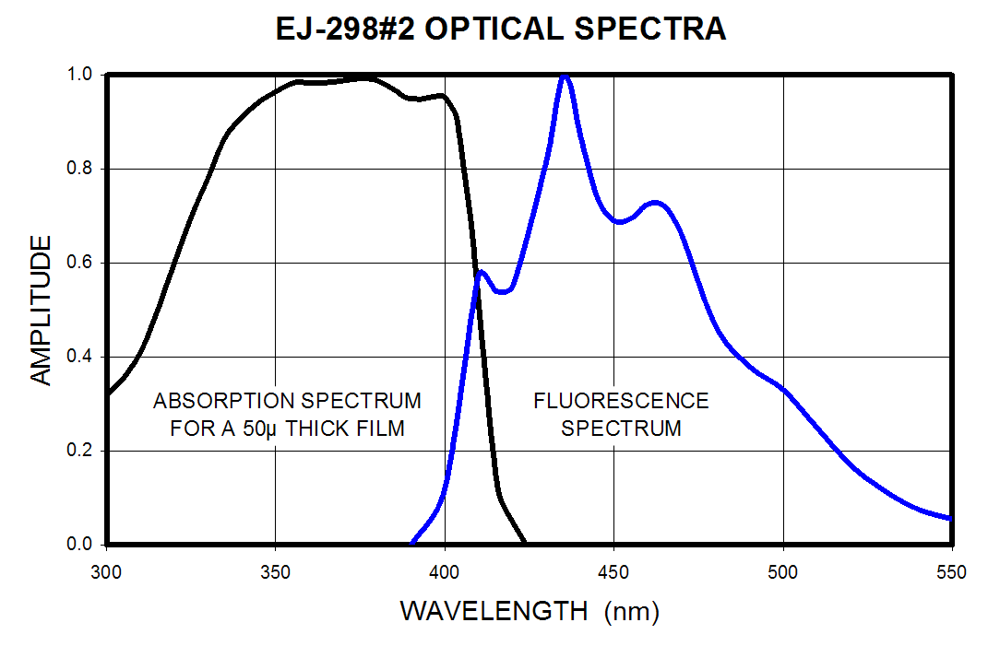 EJ-298#2 OPTICAL SPECTRA
1.0
0.8
0.6
0.4
0.2
0.0
AMPLITUDE
ABSORPTION SPECTRUM
FOR A 50µ THICK FILM
FLUORESCENCE
SPECTRUM
300 350 400 450 500 550
WAVELENGTH (nm)